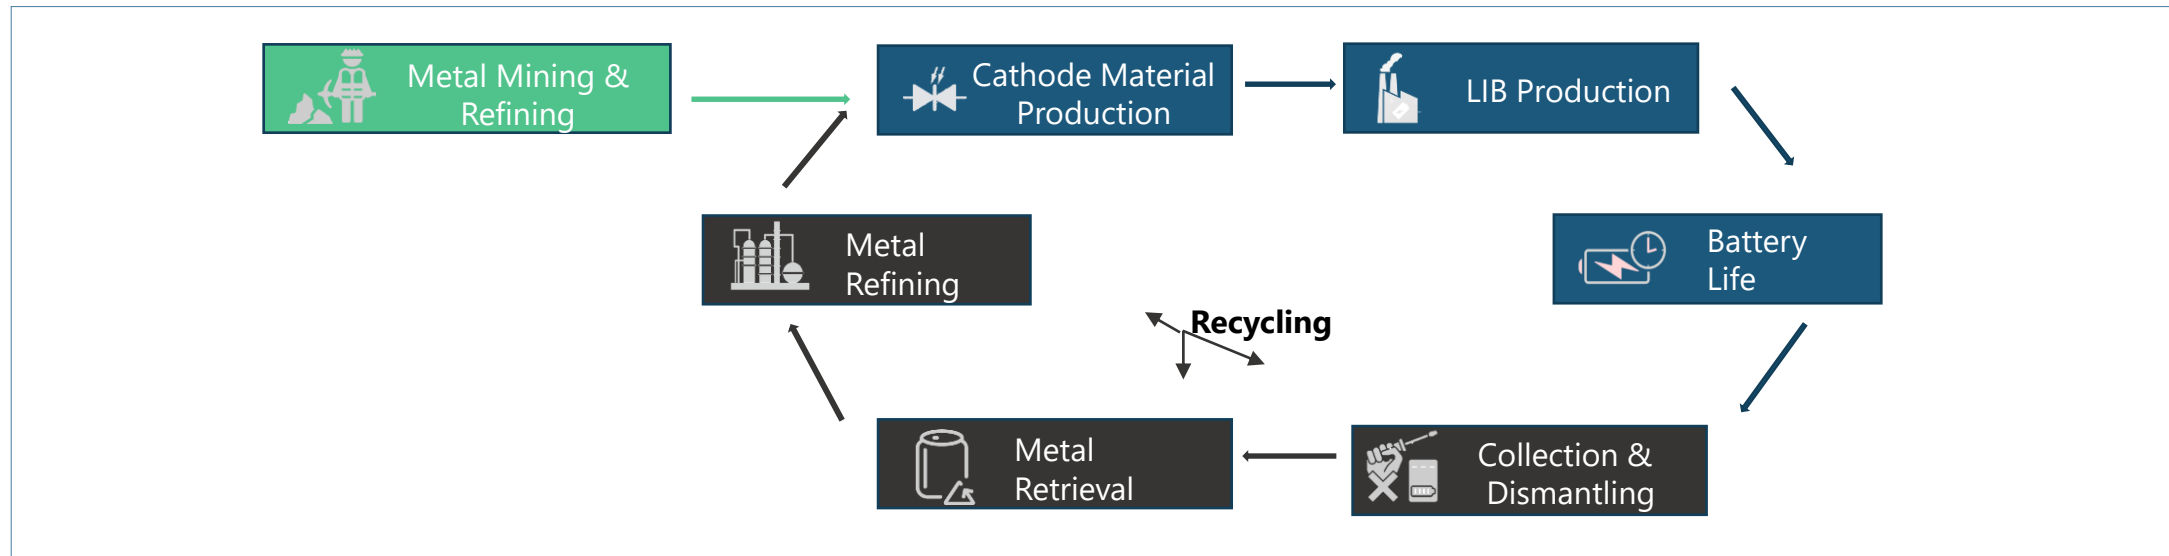 Metal Mining &
Refining
Cathode Material
Production
LIB Production
Metal
Refining
Battery
Life
Recycling
Metal
Retrieval
Collection &
Dismantling